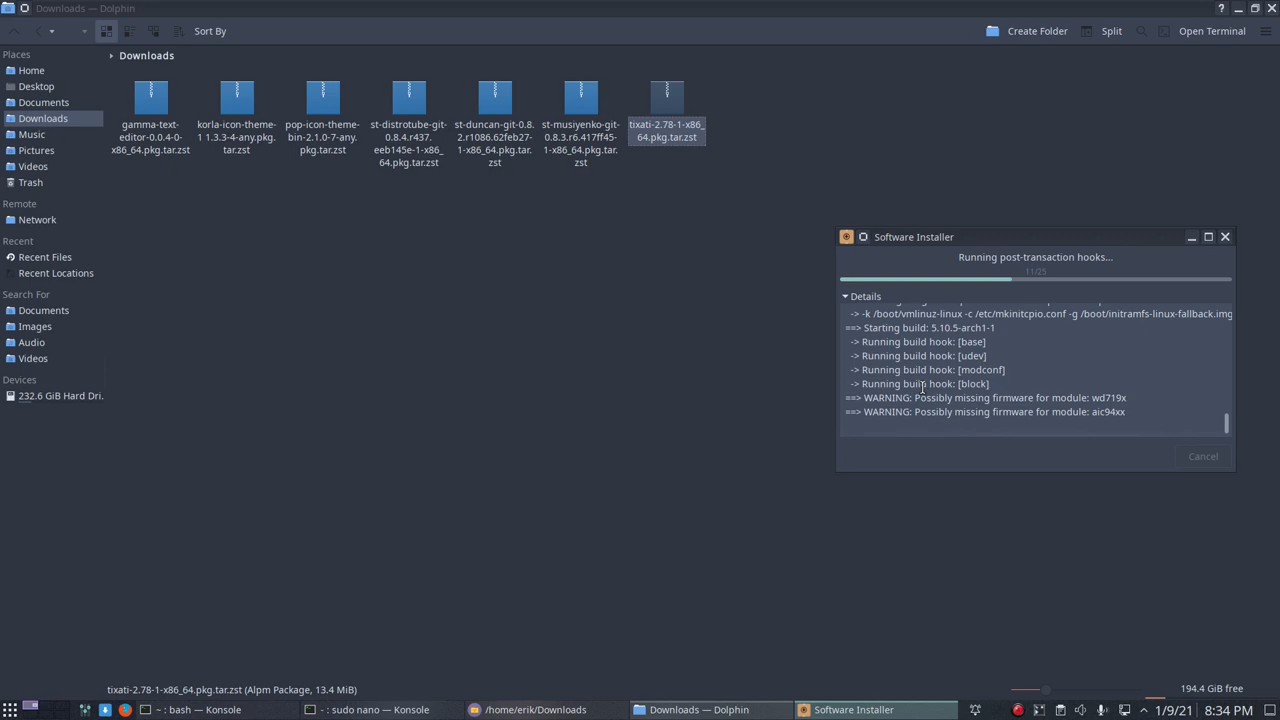 Downloads — Dolphin
?
Sort By
Create Folder
Split
Open Terminal
Places
Home
Desktop
Documents
Downloads
Music
Pictures
Videos
Trash
Remote
Network
Recent
Recent Files
Recent Locations
Search For
Documents
Images
Audio
Videos
Devices
232.6 GiB Hard Dri.
Downloads
gamma-text-
editor-0.0.4-0-
x86_64.pkg.tar.zst
korla-icon-theme-
1 1.3.3-4-any.pkg.
tar.zst
pop-icon-theme-
bin-2.1.0-7-any.
pkg.tar.zst
st-distrotube-git-
0.8.4.r437.
eeb145e-1-x86_
64.pkg.tar.zst
st-duncan-git-0.8.
2.r1086.62feb27-
1-x86_64.pkg.tar.
zst
st-musiyenko-git-
0.8.3.r6.417ff45-
1-x86_64.pkg.tar.
zst
tixati-2.78-1-x86_
64.pkg.tar.zst
Software Installer
Running post-transaction hooks...
11/25
Details
-> -k /boot/vmlinuz-linux -c /etc/mkinitcpio.conf -g /boot/initramfs-linux-fallback.img
==> Starting build: 5.10.5-arch1-1
-> Running build hook: [base]
-> Running build hook: [udev]
-> Running build hook: [modconf]
-> Running build hook: [block]
==> WARNING: Possibly missing firmware for module: wd719x
==> WARNING: Possibly missing firmware for module: aic94xx
Cancel
tixati-2.78-1-x86_64.pkg.tar.zst (Alpm Package, 13.4 MiB)
194.4 GiB free
~ : bash — Konsole
- : sudo nano — Konsole
/home/erik/Downloads
Downloads — Dolphin
Software Installer
1/9/21
8:34 PM